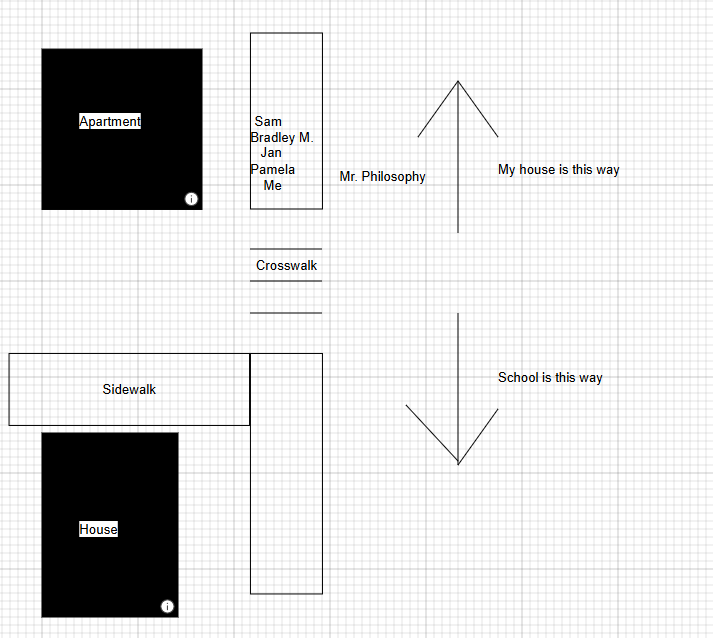 Apartment
Sam
Bradley M.
Jan
Pamela
Me
Mr. Philosophy
My house is this way
Crosswalk
School is this way
Sidewalk
House